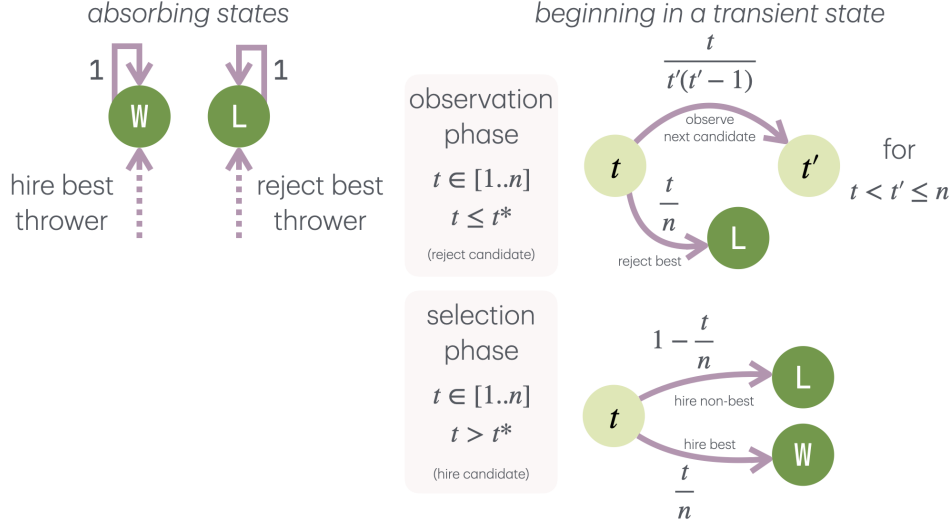 absorbing states
1
1
W
L
hire best
thrower
reject best
thrower
beginning in a transient state
observation
phase
t ∈ [1..n]
t ≤ t*
(reject candidate)
t
t′(t′ − 1)
observe
next candidate
t
t′
for
t < t′ ≤ n
t
n
L
reject best
selection
phase
t ∈ [1..n]
t > t*
(hire candidate)
1 − t
n
L
hire non-best
t
hire best
W
t
n